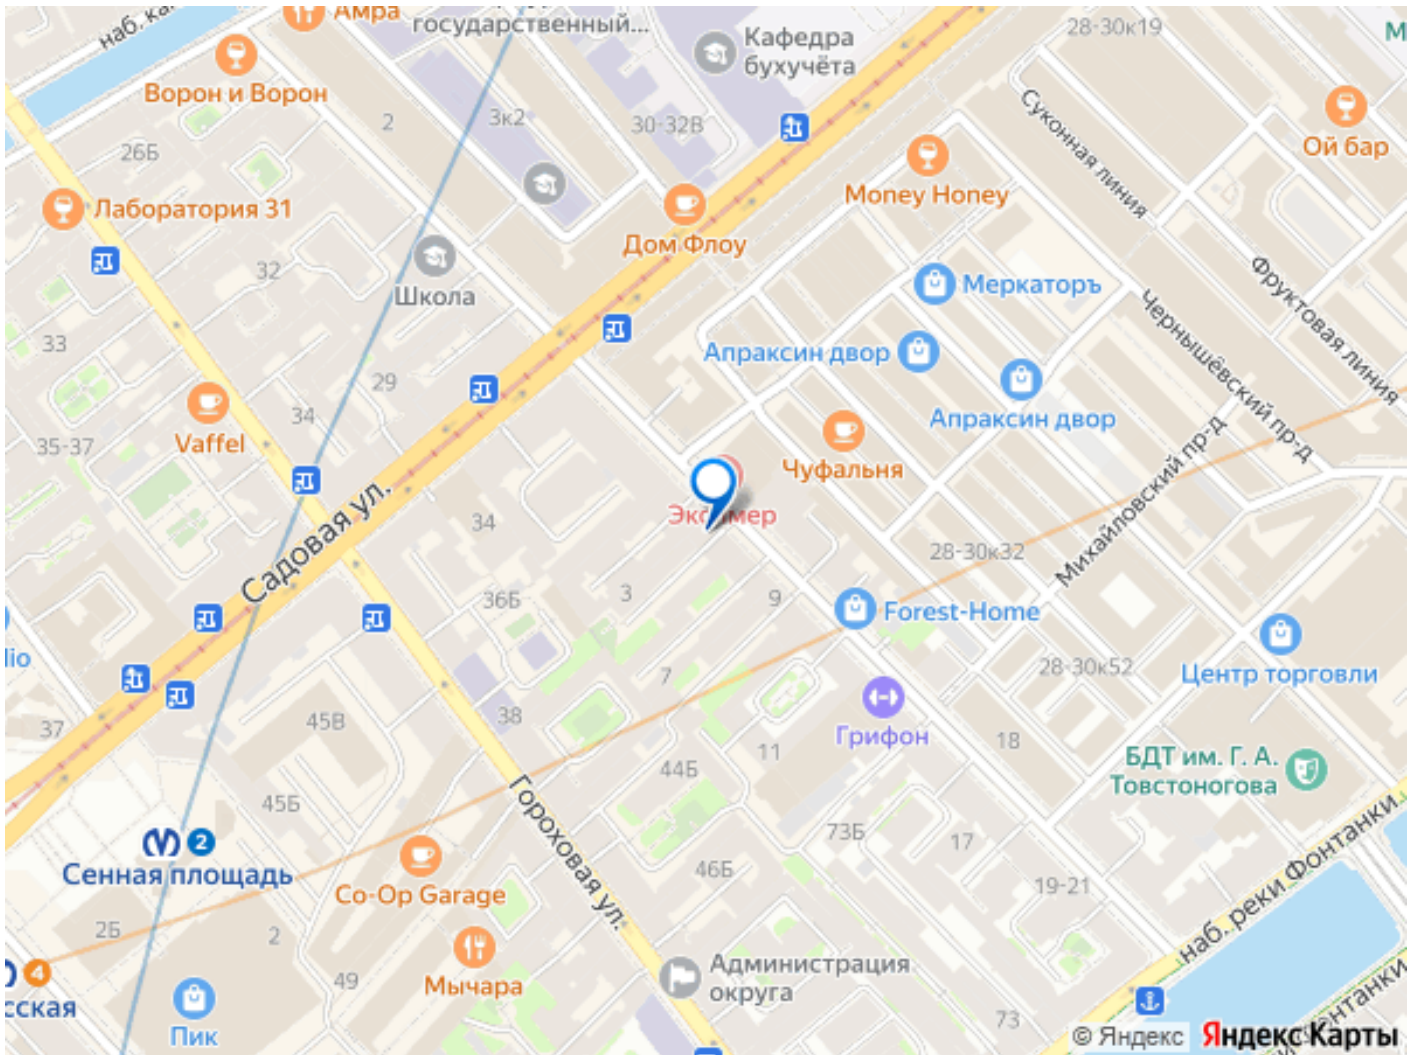 наб. ка
Амра
государственный...
Кафедра
бухучёта
28-30к19
М
Ворон и Ворон
2
3к2
30-32В
26Б
Ой бар
Суконная линия
Money Honey
Лаборатория 31
Дом Флоу
32
Школа
Меркаторъ
Фруктовая линия
Чернышёвский пр-д
33
Апраксин двор
29
34
Апраксин двор
35-37
Vaffel
Чуфальня
Михайловский пр-д
Садовая ул.
34
28-30к32
36Б
3
9
Forest-Home
lio
7
28-30к52
Центр торговли
37
45В
38
Грифон
18
11
44Б
БДТ им. Г. А.
Товстоногова
45Б
Гороховая ул.
73Б
17
2
Сенная площадь
46Б
19-21
Co-Op Garage
наб. реки Фонтанки
2Б
2
4
сская
49
Мычара
Администрация
округа
Пик
73
© Яндекс
Яндекс Карты